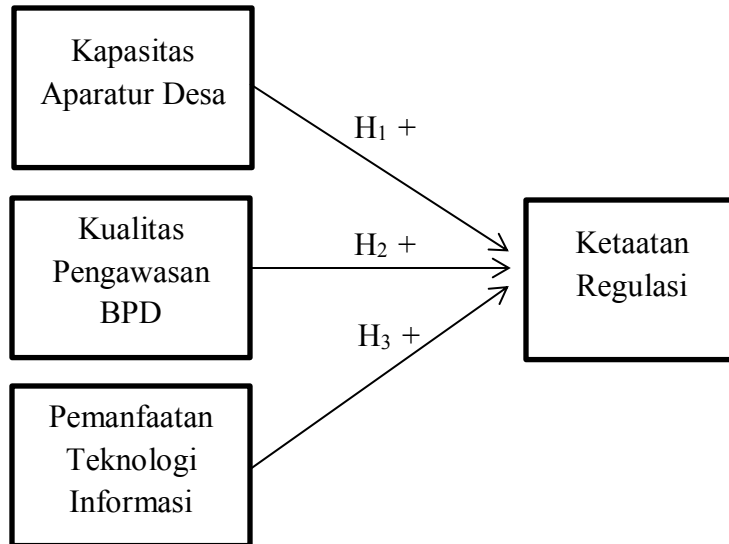 Kapasitas
Aparatur Desa
H₁ +
Kualitas
Pengawasan
BPD
H₂ +
Ketaatan
Regulasi
H₃ +
Pemanfaatan
Teknologi
Informasi